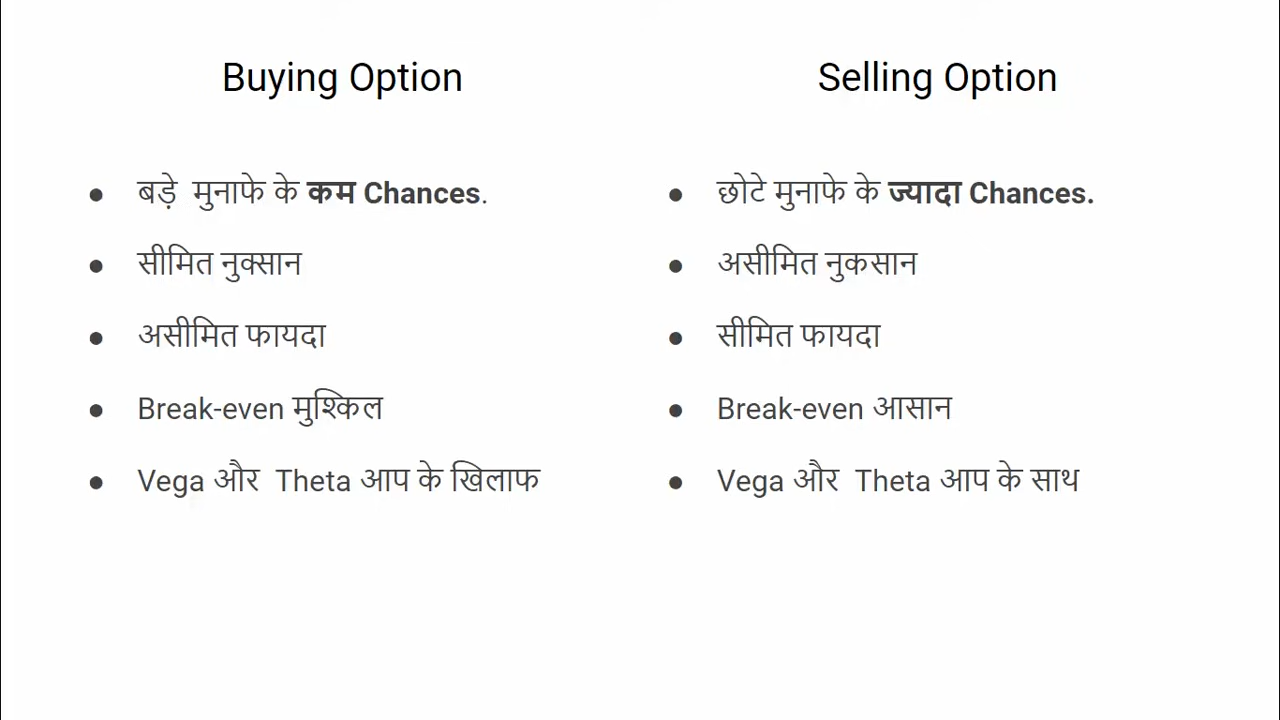 Buying Option
बड़े मुनाफे के कम Chances.
सीमित नुक्सान
असीमित फायदा
Break-even मुश्किल
Vega और Theta आप के खिलाफ
Selling Option
छोटे मुनाफे के ज्यादा Chances.
असीमित नुकसान
सीमित फायदा
Break-even आसान
Vega और Theta आप के साथ